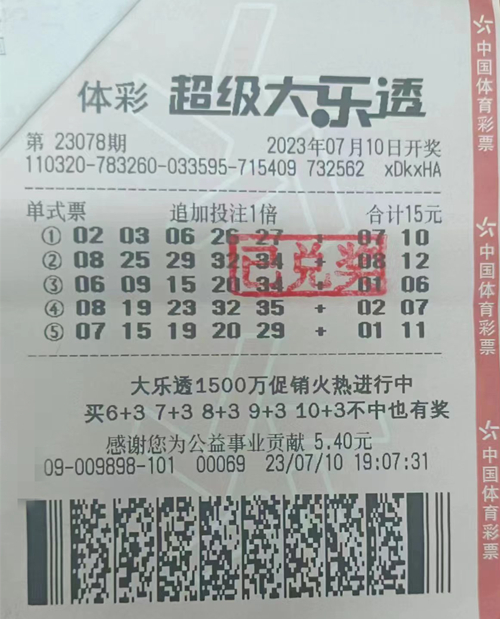 体彩 超级大乐透
第 23078期 2023年07月10日开奖
110320-783260-033595-715409 732562 xDkxHA
单式票 追加投注1倍 合计15元
① 02 03 06 26 27 + 07 10
② 08 25 29 32 34 + 08 12
③ 06 09 15 20 34 + 01 06
④ 08 19 23 32 35 + 02 07
⑤ 07 15 19 20 29 + 01 11
已兑奖
大乐透1500万促销火热进行中
买6+3 7+3 8+3 9+3 10+3不中也有奖
感谢您为公益事业贡献 5.40元
09-009898-101 00069 23/07/10 19:07:31
中国体育彩票
中国体育彩票
中国体育彩票